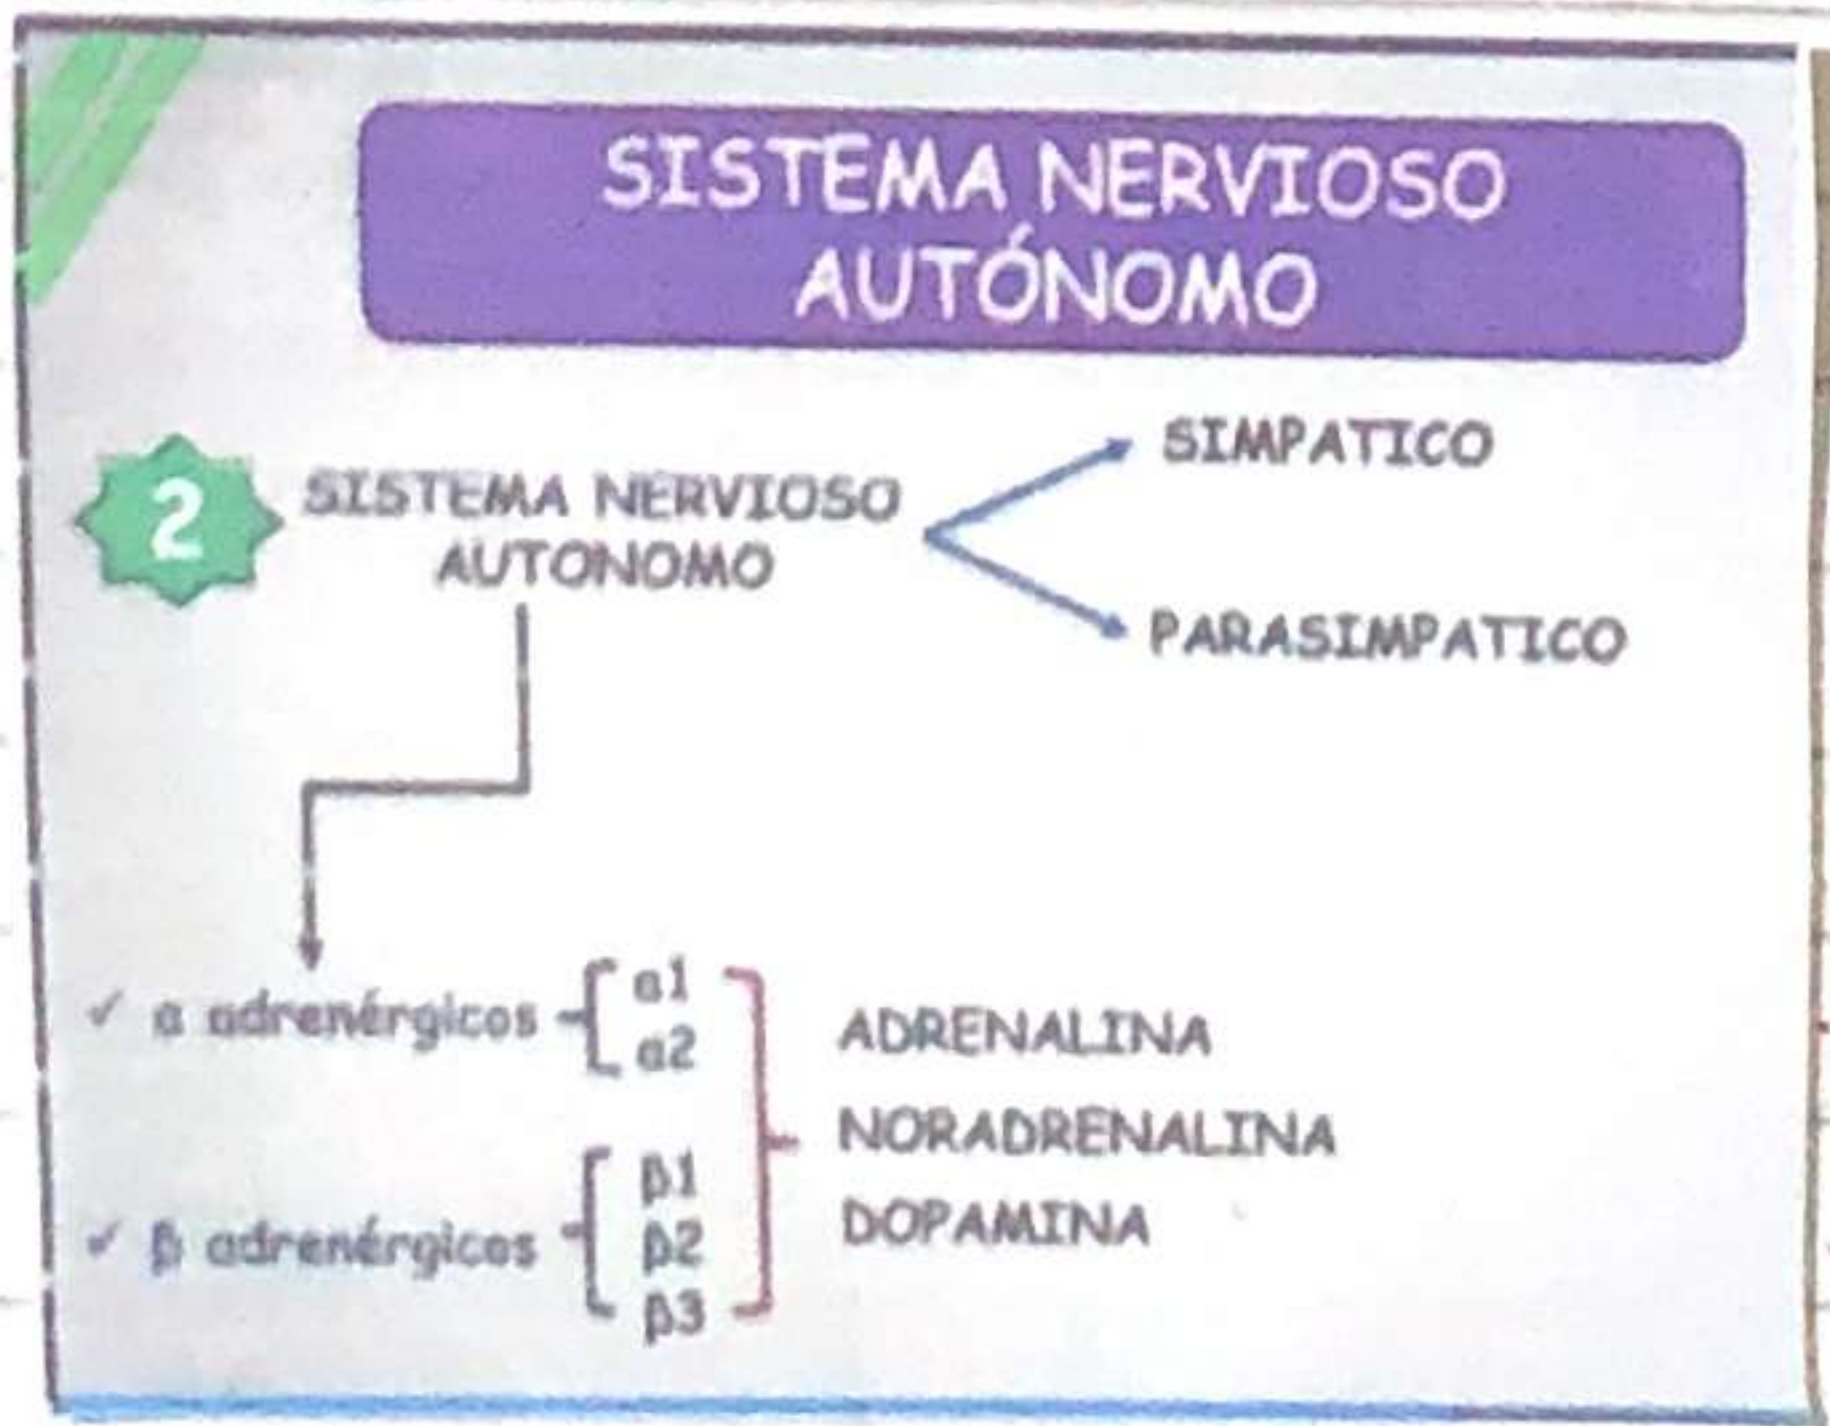 SISTEMA NERVIOSO
AUTÓNOMO
2
SISTEMA NERVIOSO
AUTONOMO
SIMPATICO
PARASIMPATICO
✓ α adrenérgicos
α1
α2
✓ β adrenérgicos
β1
β2
β3
ADRENALINA
NORADRENALINA
DOPAMINA